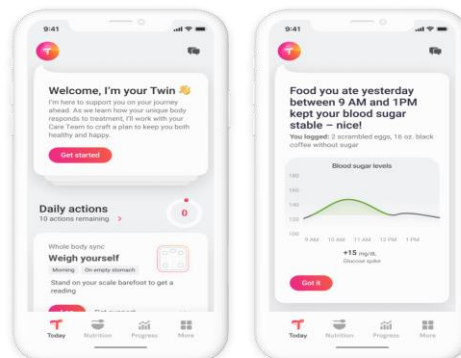 9:41
Welcome, I'm your Twin 👋
I'm here to support you on your journey
ahead. As we learn how your unique body
responds to treatment, I'll work with your
Care Team to craft a plan to keep you both
healthy and happy.
Get started
Daily actions
10 actions remaining >
0
Whole body sync
Weigh yourself
Morning
On empty stomach
Stand on your scale barefoot to get a
reading
Today
Nutrition
Progress
More
9:41
Food you ate yesterday
between 9 AM and 1PM
kept your blood sugar
stable – nice!
You logged: 2 scrambled eggs, 16 oz. black
coffee without sugar
Blood sugar levels
180
160
140
120
100
9 AM 10 AM 11 AM 12 PM 1 PM
+15 mg/dL
Glucose spike
Got it
Today
Nutrition
Progress
More